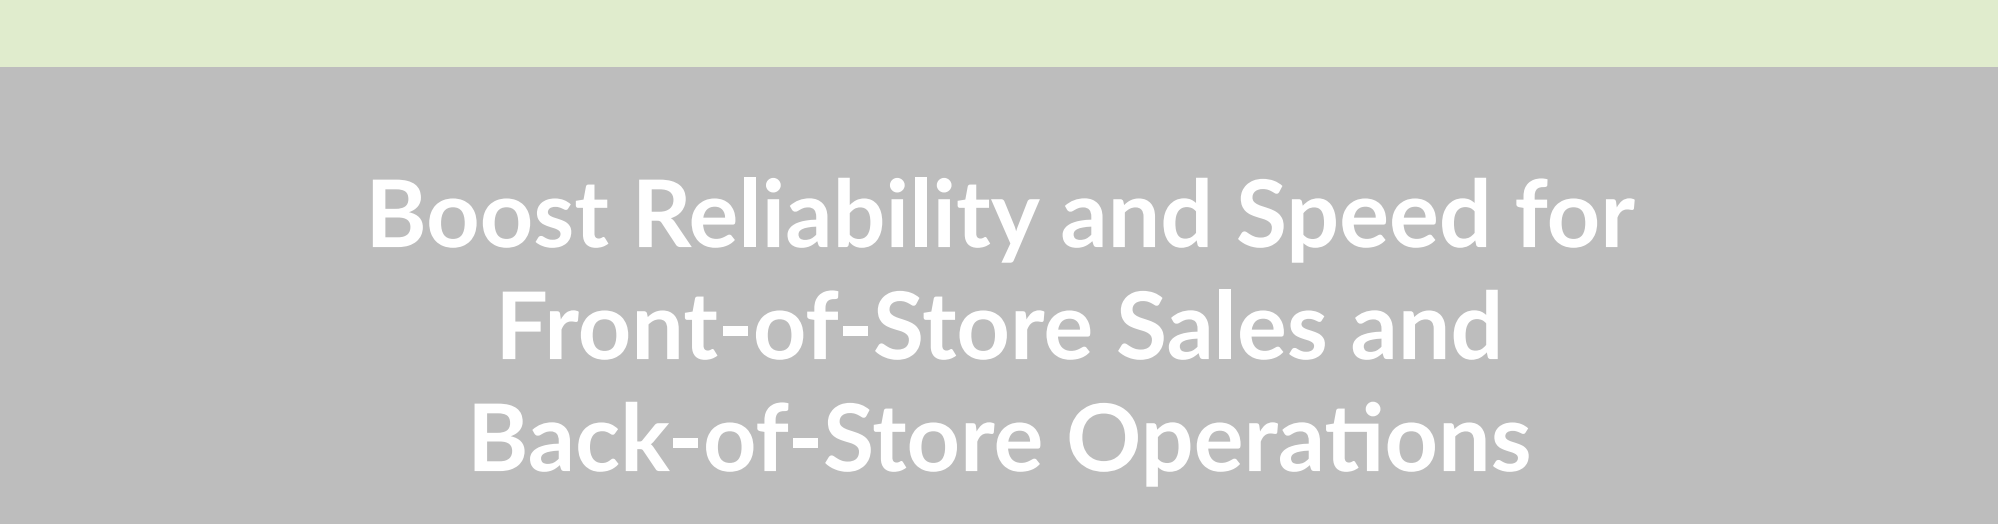 Boost Reliability and Speed for
Front-of-Store Sales and
Back-of-Store Operations